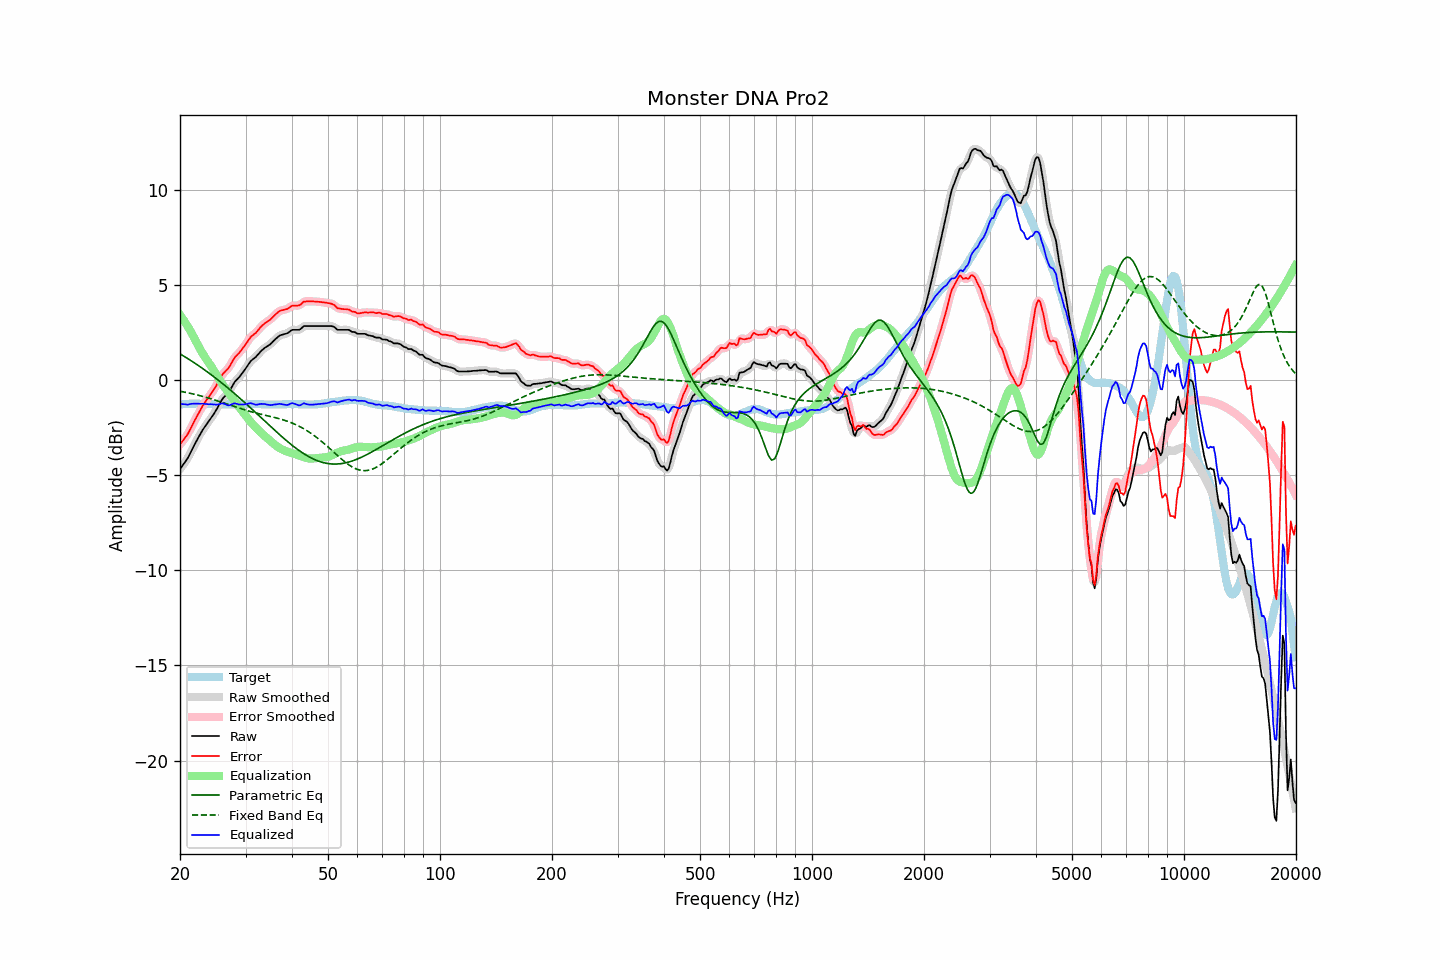 Monster DNA Pro2
Amplitude (dBr)
10
5
0
−5
−10
−15
−20
Target
Raw Smoothed
Error Smoothed
Raw
Error
Equalization
Parametric Eq
Fixed Band Eq
Equalized
20
50
100
200
500
1000
2000
5000
10000
20000
Frequency (Hz)